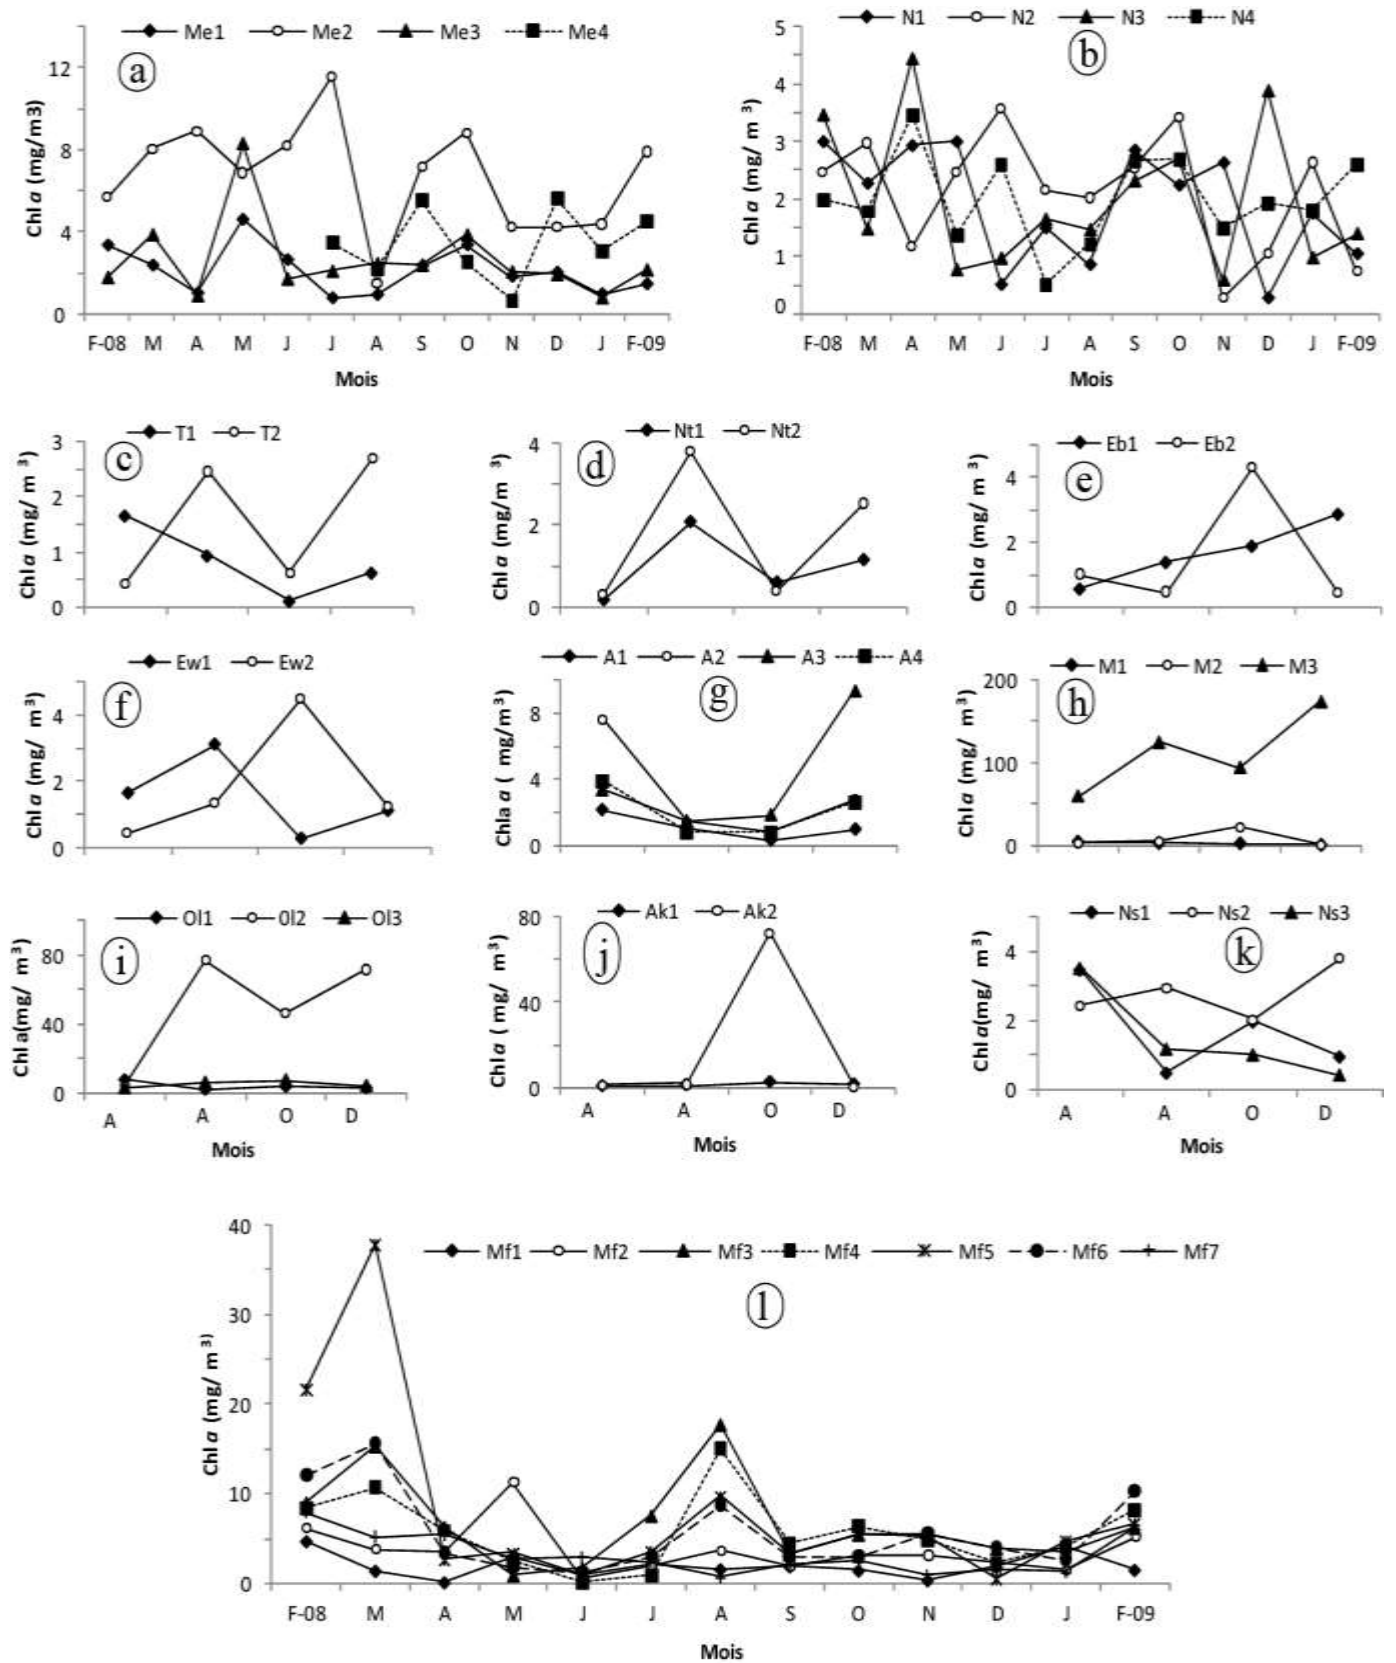 Me1 Me2 Me3 Me4
a
Chl a (mg/m3)
12
8
4
0
F-08 M A M J J A S O N D J F-09
Mois
N1 N2 N3 N4
b
Chl a (mg/ m 3)
5
4
3
2
1
0
F-08 M A M J J A S O N D J F-09
Mois
T1 T2
c
Chl a (mg/ m 3)
3
2
1
0
Nt1 Nt2
d
Chl a (mg/m 3)
4
2
0
Eb1 Eb2
e
Chl a (mg/ m 3)
4
2
0
Ew1 Ew2
f
Chl a (mg/ m3)
4
2
0
A1 A2 A3 A4
g
Chla a ( mg/m3)
8
4
0
M1 M2 M3
h
Chl a (mg/ m3)
200
100
0
Ol1 0l2 Ol3
i
Chl a(mg/ m3)
80
40
0
A A O D
Mois
Ak1 Ak2
j
Chl a ( mg/ m3)
80
40
0
A A O D
Mois
Ns1 Ns2 Ns3
k
Chl a(mg/ m3)
4
2
0
A A O D
Mois
Mf1 Mf2 Mf3 Mf4 Mf5 Mf6 Mf7
l
Chl a (mg/ m 3)
40
30
20
10
0
F-08 M A M J J A S O N D J F-09
Mois